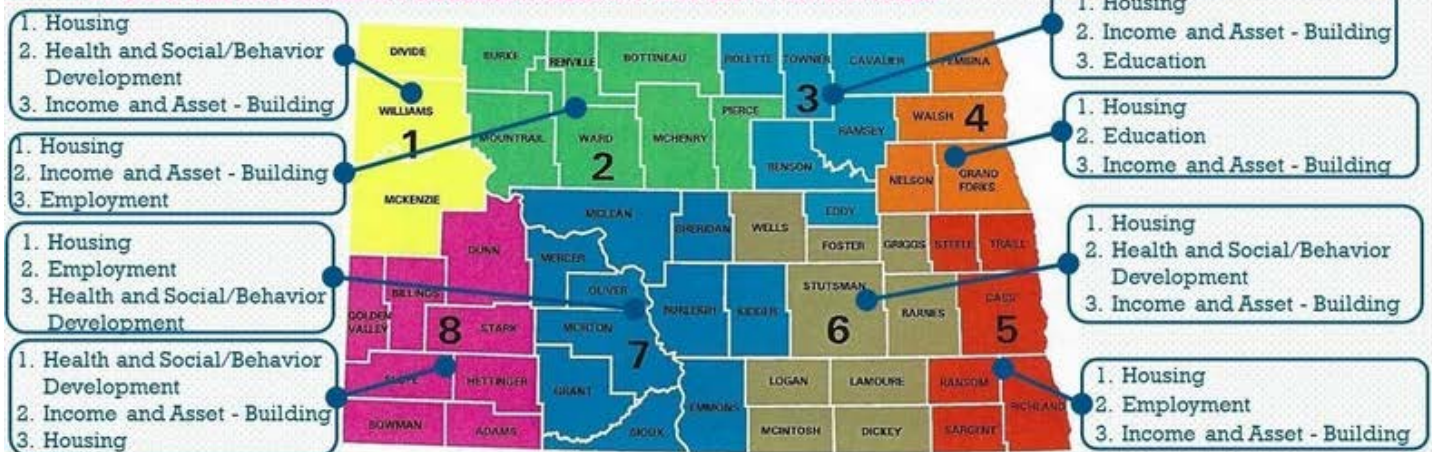 1. Housing
2. Health and Social/Behavior
Development
3. Income and Asset - Building
1. Housing
2. Income and Asset - Building
3. Employment
1. Housing
2. Employment
3. Health and Social/Behavior
Development
1. Health and Social/Behavior
Development
2. Income and Asset - Building
3. Housing
DIVIDE
WILLIAMS
1
MCKENZIE
BURKE
RENVILLE
BOTTINEAU
MOUNTRAIL
WARD
MCHENRY
PIERCE
2
ROLETTE
TOWNER
CAVALIER
3
RAMSEY
BENSON
EDDY
PEMBINA
WALSH
4
NELSON
GRAND
FORKS
DUNN
BILLINGS
GOLDEN
VALLEY
8
STARK
SLOPE
HETTINGER
BOWMAN
ADAMS
MCLEAN
SHERIDAN
MERCER
OLIVER
BURLEIGH
KIDDER
MORTON
7
GRANT
EMMONS
SIOUX
WELLS
FOSTER
GRIGGS
STUTSMAN
BARNES
6
LOGAN
LAMOURE
MCINTOSH
DICKEY
STEELE
TRAILL
CASS
5
RANSOM
RICHLAND
SARGENT
1. Housing
2. Income and Asset - Building
3. Education
1. Housing
2. Education
3. Income and Asset - Building
1. Housing
2. Health and Social/Behavior
Development
3. Income and Asset - Building
1. Housing
2. Employment
3. Income and Asset - Building